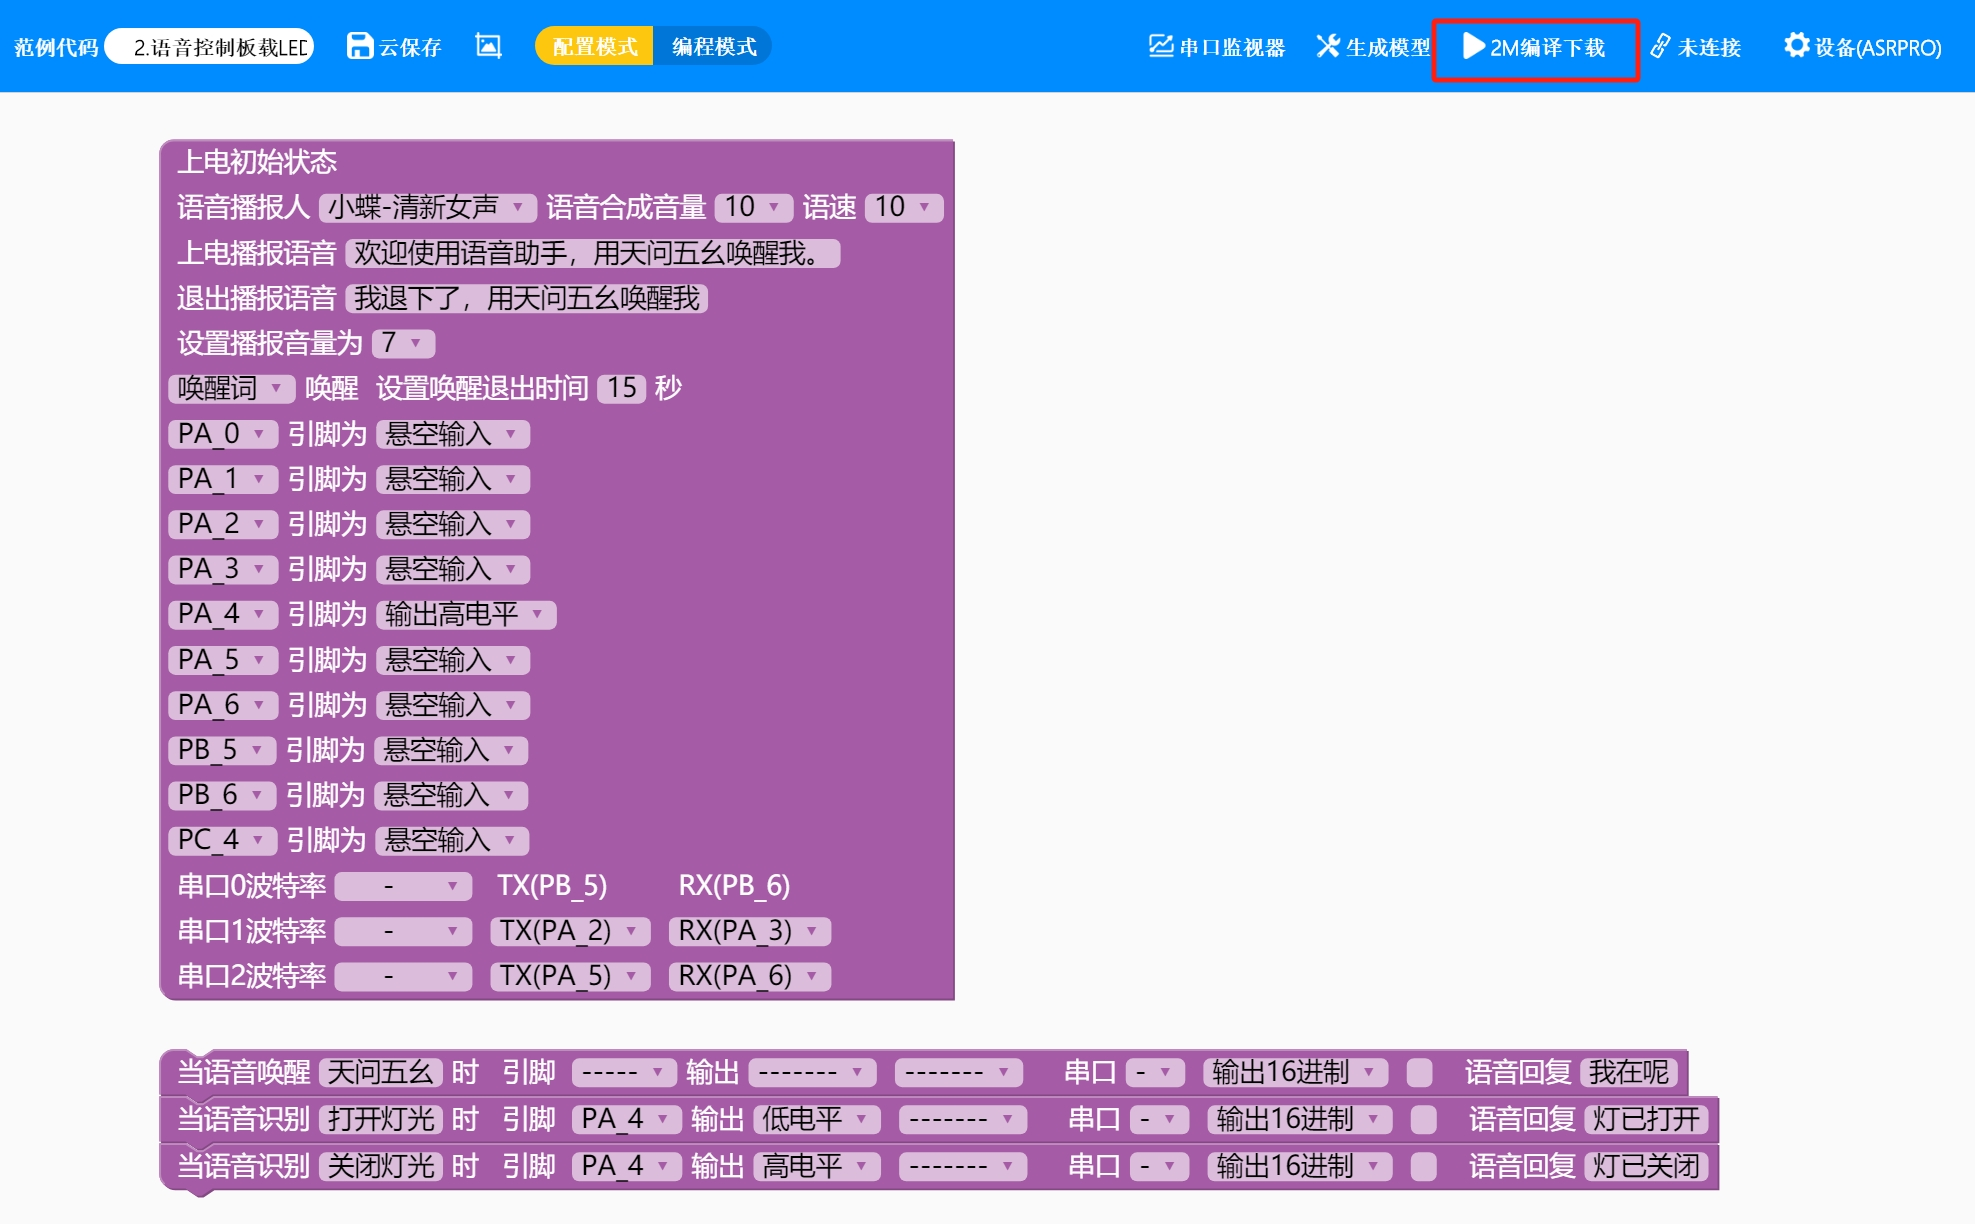 范例代码 2.语音控制板载LED 云保存 配置模式 编程模式 串口监视器 生成模型 2M编译下载 未连接 设备(ASRPRO)
上电初始状态
语音播报人 小蝶-清新女声 语音合成音量 10 语速 10
上电播报语音 欢迎使用语音助手，用天问五幺唤醒我。
退出播报语音 我退下了，用天问五幺唤醒我
设置播报音量为 7
唤醒词 唤醒 设置唤醒退出时间 15 秒
PA_0 引脚为 悬空输入
PA_1 引脚为 悬空输入
PA_2 引脚为 悬空输入
PA_3 引脚为 悬空输入
PA_4 引脚为 输出高电平
PA_5 引脚为 悬空输入
PA_6 引脚为 悬空输入
PB_5 引脚为 悬空输入
PB_6 引脚为 悬空输入
PC_4 引脚为 悬空输入
串口0波特率 - TX(PB_5) RX(PB_6)
串口1波特率 - TX(PA_2) RX(PA_3)
串口2波特率 - TX(PA_5) RX(PA_6)
当语音唤醒 天问五幺 时 引脚 ----- 输出 ------- ------- 串口 - 输出16进制 语音回复 我在呢
当语音识别 打开灯光 时 引脚 PA_4 输出 低电平 ------- 串口 - 输出16进制 语音回复 灯已打开
当语音识别 关闭灯光 时 引脚 PA_4 输出 高电平 ------- 串口 - 输出16进制 语音回复 灯已关闭